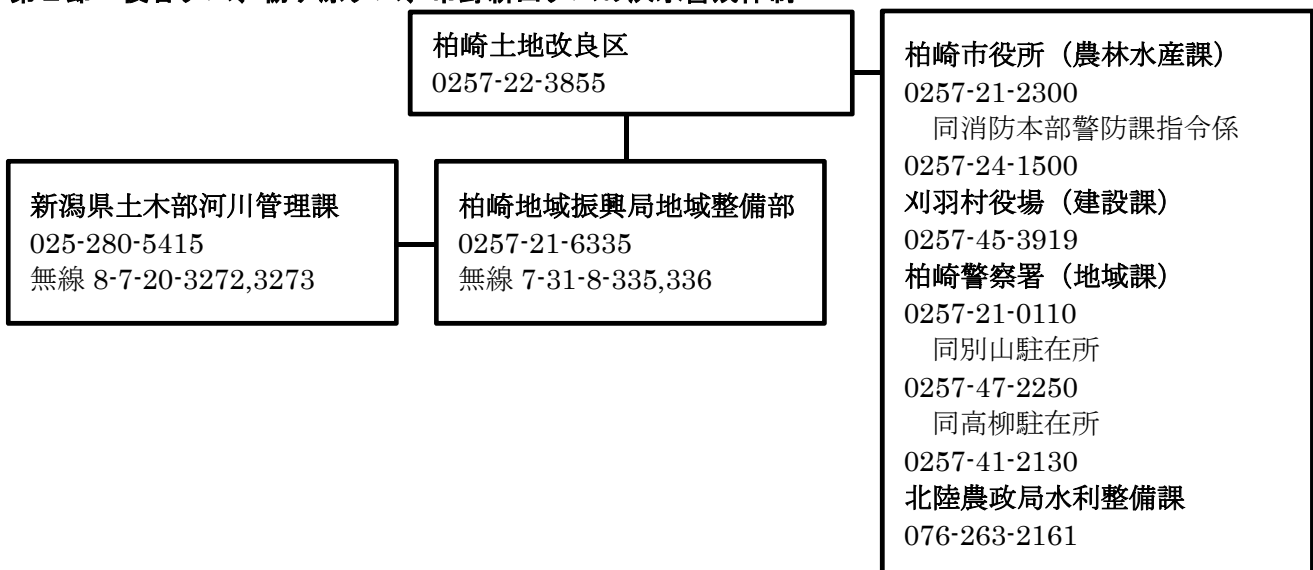 柏崎土地改良区
0257-22-3855
新潟県土木部河川管理課
025-280-5415
無線 8-7-20-3272,3273
柏崎地域振興局地域整備部
0257-21-6335
無線 7-31-8-335,336
柏崎市役所（農林水産課）
0257-21-2300
同消防本部警防課指令係
0257-24-1500
刈羽村役場（建設課）
0257-45-3919
柏崎警察署（地域課）
0257-21-0110
同別山駐在所
0257-47-2250
同高柳駐在所
0257-41-2130
北陸農政局水利整備課
076-263-2161